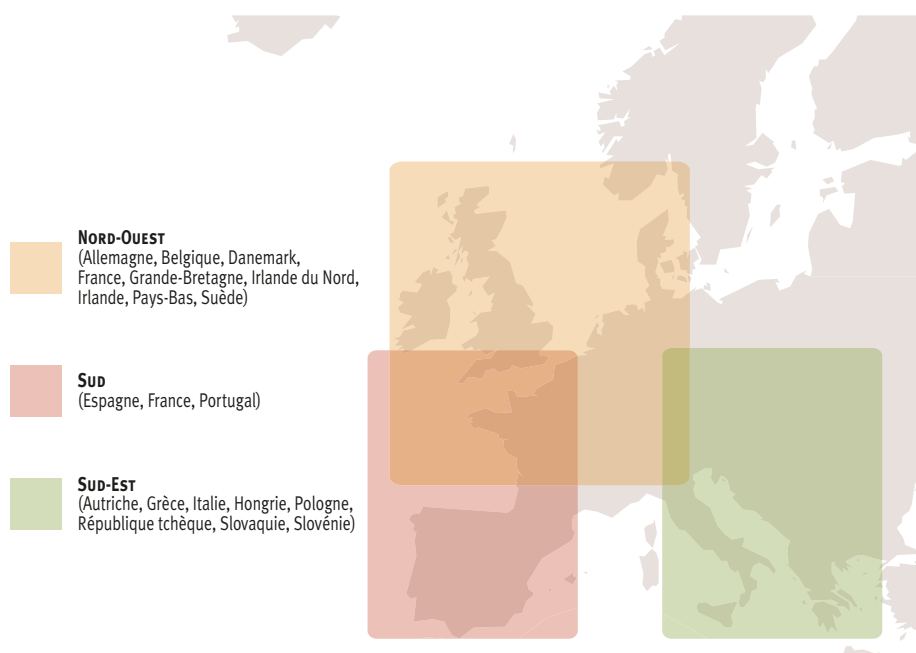 Nord-Ouest
(Allemagne, Belgique, Danemark,
France, Grande-Bretagne, Irlande du Nord,
Irlande, Pays-Bas, Suède)
Sud
(Espagne, France, Portugal)
Sud-Est
(Autriche, Grèce, Italie, Hongrie, Pologne,
République tchèque, Slovaquie, Slovénie)